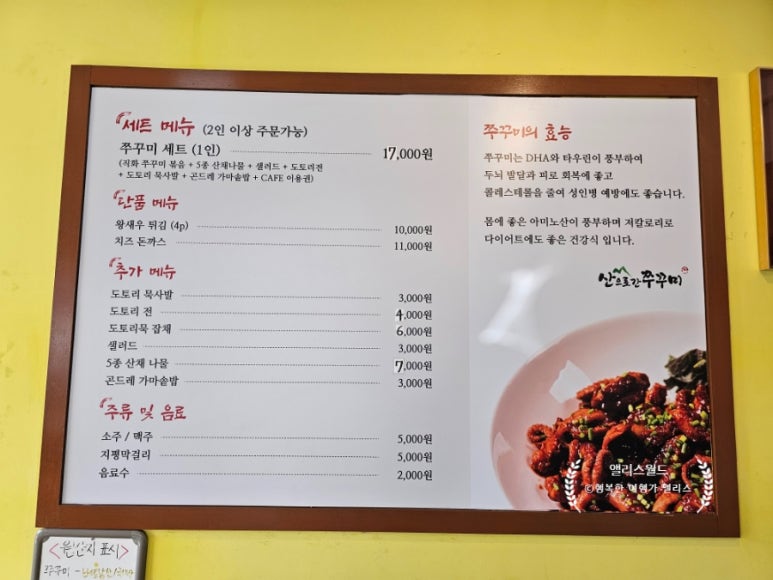 세트 메뉴 (2인 이상 주문가능)
쭈꾸미 세트 (1인) 17,000원
(직화 쭈꾸미 볶음 + 5종 산채나물 + 샐러드 + 도토리전
+ 도토리 묵사발 + 곤드레 가마솥밥 + CAFE 이용권)
단품 메뉴
왕새우 튀김 (4p) 10,000원
치즈 돈까스 11,000원
추가 메뉴
도토리 묵사발 3,000원
도토리 전 4,000원
도토리묵 잡채 6,000원
샐러드 3,000원
5종 산채 나물 7,000원
곤드레 가마솥밥 3,000원
주류 및 음료
소주 / 맥주 5,000원
지평막걸리 5,000원
음료수 2,000원
쭈꾸미의 효능
쭈꾸미는 DHA와 타우린이 풍부하여
두뇌 발달과 피로 회복에 좋고
콜레스테롤을 줄여 성인병 예방에도 좋습니다.
몸에 좋은 아미노산이 풍부하며 저칼로리로
다이어트에도 좋은 건강식 입니다.
산으로간쭈꾸미
앨리스월드
©행복한 여행가 앨리스
<원산지 표시>
쭈꾸미 -